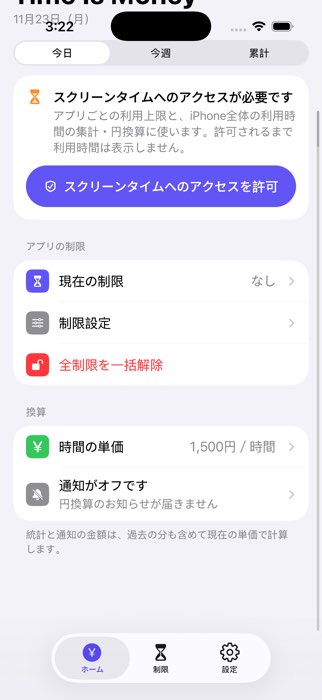 Time Is Money
3:22
11月23日（月）
今日
今週
累計
スクリーンタイムへのアクセスが必要です
アプリごとの利用上限と、iPhone全体の利用時
間の集計・円換算に使います。許可されるまで
利用時間は表示しません。
スクリーンタイムへのアクセスを許可
アプリの制限
現在の制限
なし
制限設定
全制限を一括解除
換算
¥
時間の単価
1,500円 / 時間
通知がオフです
円換算のお知らせが届きません
統計と通知の金額は、過去の分も含めて現在の単価で計算
します。
¥
ホーム
制限
設定